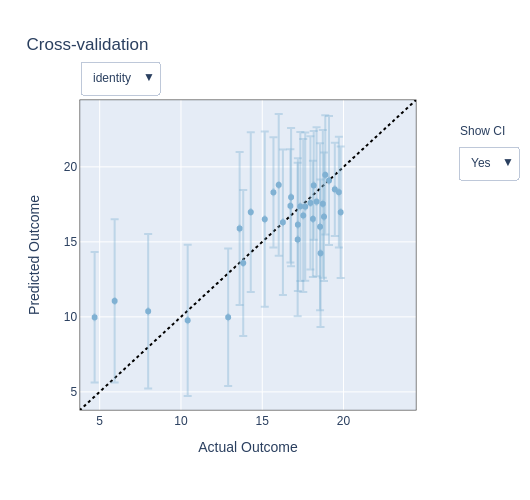 Cross-validation
identity ▼
Show CI
Yes ▼
Predicted Outcome
20
15
10
5
5 10 15 20
Actual Outcome